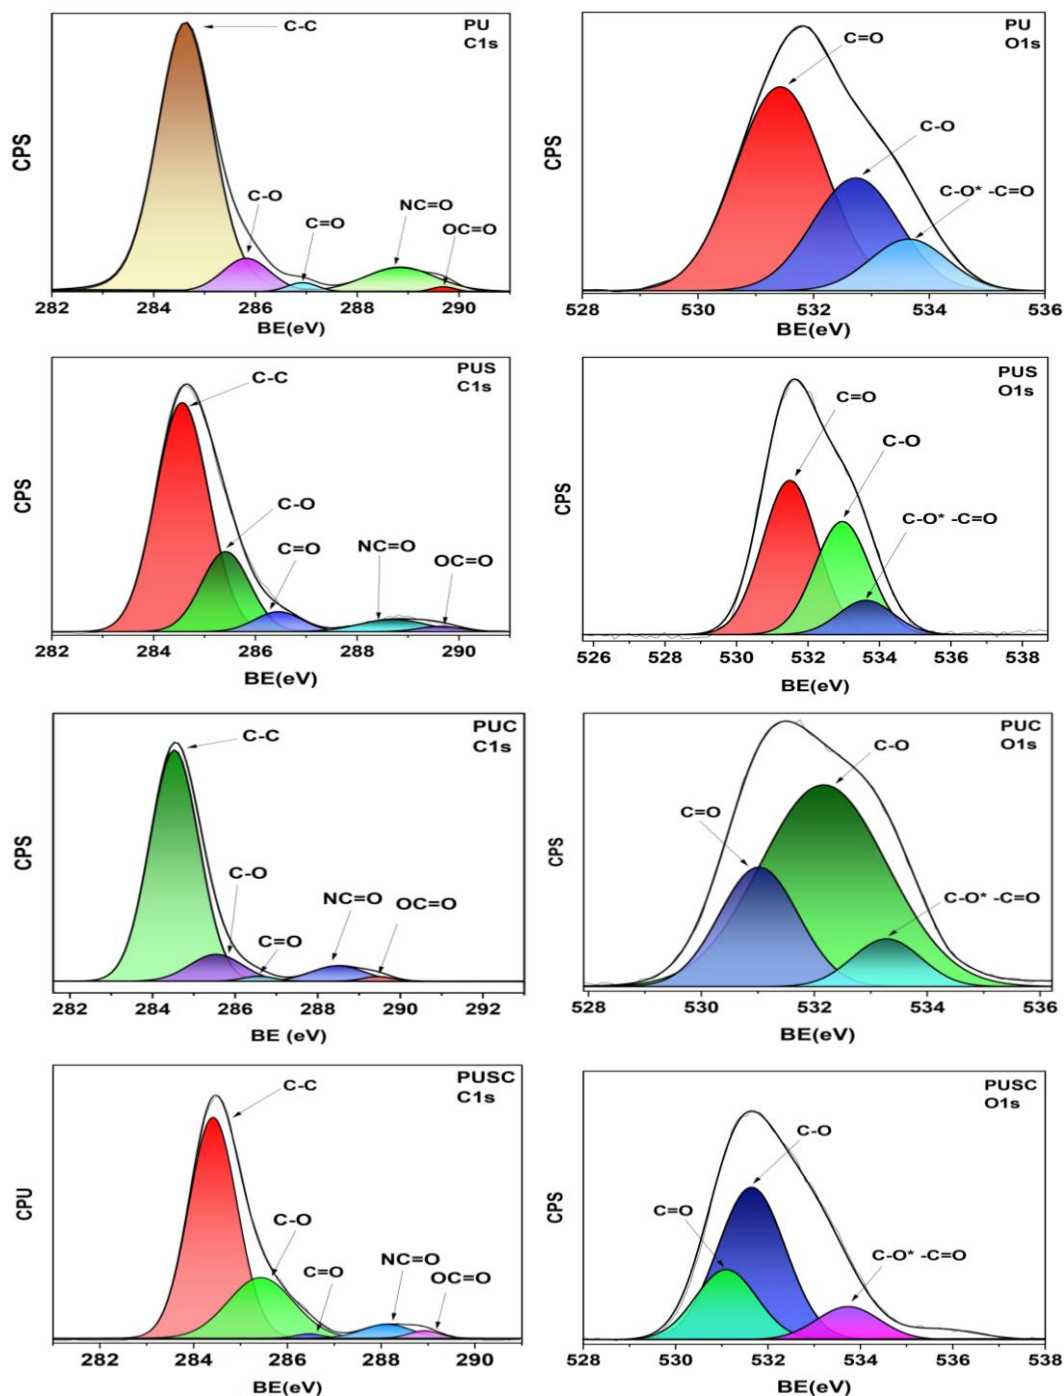 C-C
PU
C1s
CPS
C-O
C=O
NC=O
OC=O
282 284 286 288 290
BE(eV)
PU
O1s
C=O
C-O
C-O* -C=O
CPS
528 530 532 534 536
BE(eV)
PUS
C1s
C-C
CPS
C-O
C=O
NC=O
OC=O
282 284 286 288 290
BE(eV)
PUS
O1s
C=O
C-O
C-O* -C=O
CPS
526 528 530 532 534 536 538
BE(eV)
PUC
C1s
C-C
CPS
C-O
C=O
NC=O
OC=O
282 284 286 288 290 292
BE (eV)
PUC
O1s
C-O
C=O
C-O* -C=O
CPS
528 530 532 534 536
BE(eV)
PUSC
C1s
C-C
CPU
C-O
C=O
NC=O
OC=O
282 284 286 288 290
BE(eV)
PUSC
O1s
C-O
C=O
C-O* -C=O
CPS
528 530 532 534 536 538
BE(eV)